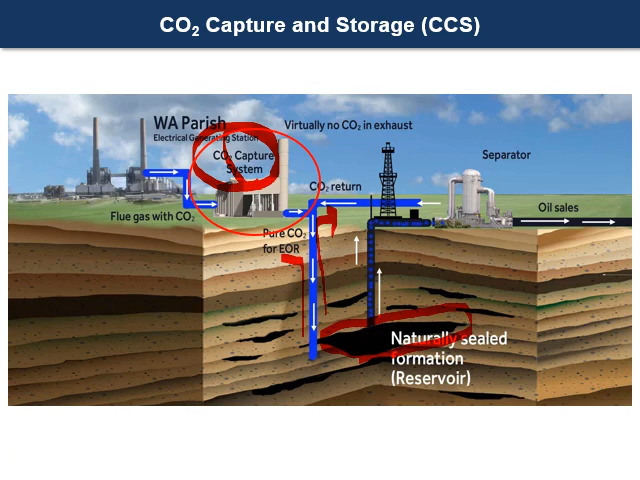 CO₂ Capture and Storage (CCS)
WA Parish
Electrical Generating Station
Virtually no CO₂ in exhaust
CO₂ Capture
System
Separator
CO₂ return
Oil sales
Flue gas with CO₂
Pure CO₂
for EOR
Naturally sealed
formation
(Reservoir)